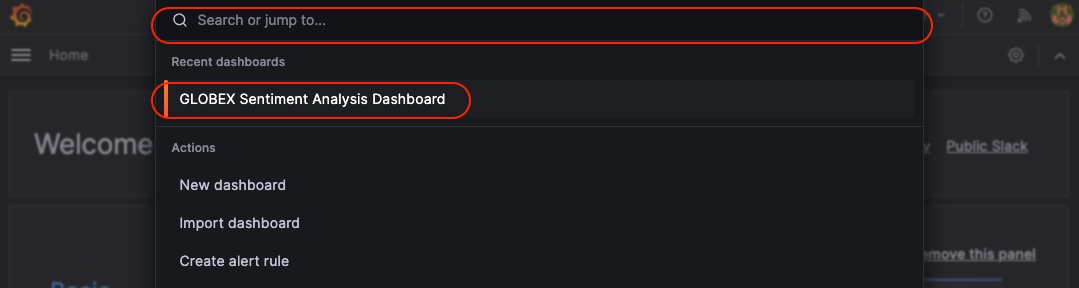 Search or jump to...
Home
Recent dashboards
GLOBEX Sentiment Analysis Dashboard
Welcome
Public Slack
Actions
New dashboard
Import dashboard
emove this panel
Create alert rule